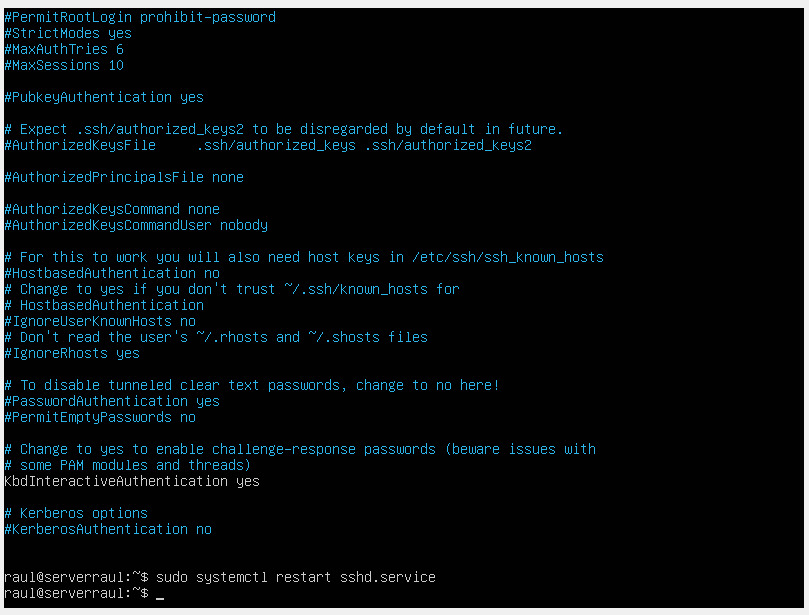 #PermitRootLogin prohibit-password
#StrictModes yes
#MaxAuthTries 6
#MaxSessions 10
#PubkeyAuthentication yes
# Expect .ssh/authorized_keys2 to be disregarded by default in future.
#AuthorizedKeysFile     .ssh/authorized_keys .ssh/authorized_keys2
#AuthorizedPrincipalsFile none
#AuthorizedKeysCommand none
#AuthorizedKeysCommandUser nobody
# For this to work you will also need host keys in /etc/ssh/ssh_known_hosts
#HostbasedAuthentication no
# Change to yes if you don't trust ~/.ssh/known_hosts for
# HostbasedAuthentication
#IgnoreUserKnownHosts no
# Don't read the user's ~/.rhosts and ~/.shosts files
#IgnoreRhosts yes
# To disable tunneled clear text passwords, change to no here!
#PasswordAuthentication yes
#PermitEmptyPasswords no
# Change to yes to enable challenge-response passwords (beware issues with
# some PAM modules and threads)
KbdInteractiveAuthentication yes
# Kerberos options
#KerberosAuthentication no
raul@serverraul:~$ sudo systemctl restart sshd.service
raul@serverraul:~$ _